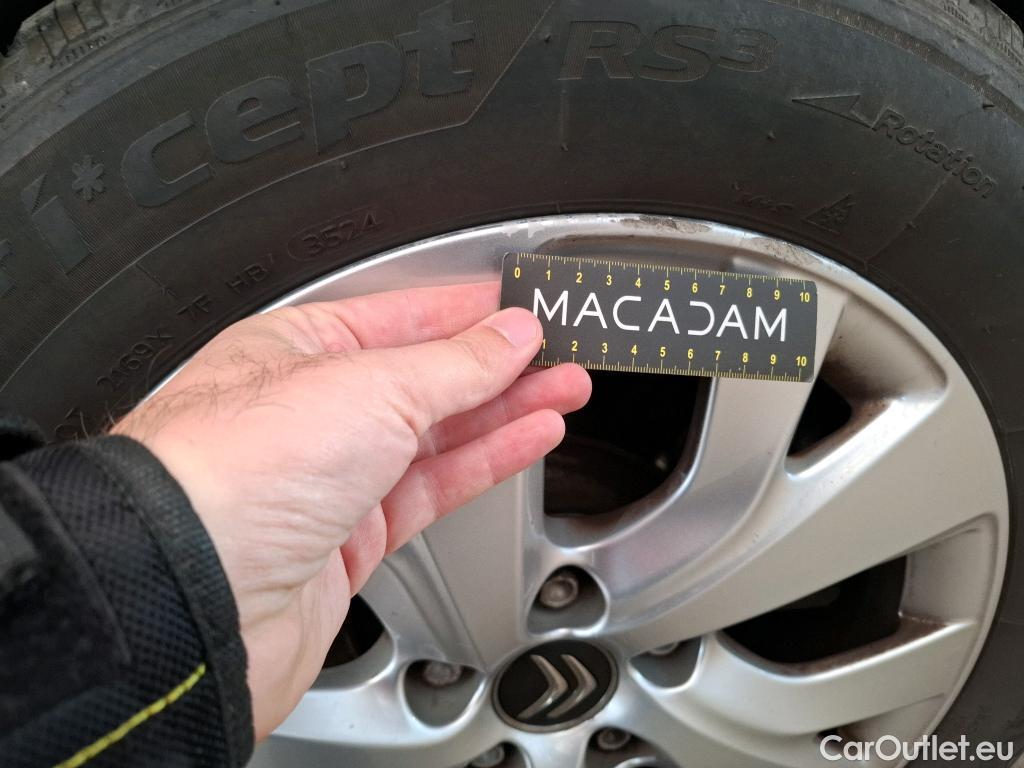 i*cept RS3
Rotation
2169X 7F HB 3524
0 1 2 3 4 5 6 7 8 9 10
MACADAM
1 2 3 4 5 6 7 8 9 10
CarOutlet.eu